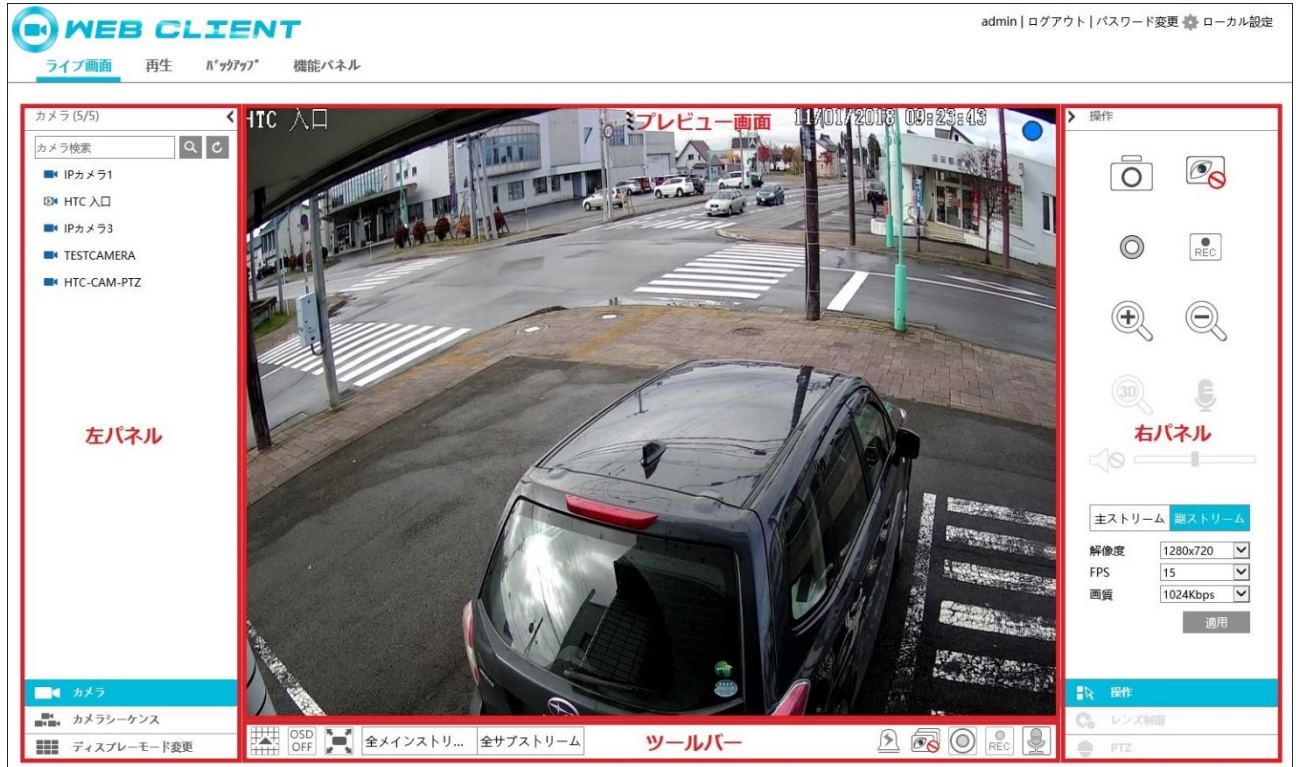 WEB CLIENT
admin | ログアウト | パスワード変更 ローカル設定
ライブ画面 再生 ﾊﾞｯｸｱｯﾌﾟ 機能パネル
カメラ (5/5)
カメラ検索
IPカメラ1
HTC 入口
IPカメラ3
TESTCAMERA
HTC-CAM-PTZ
左パネル
カメラ
カメラシーケンス
ディスプレーモード変更
HTC 入口
プレビュー画面
11/01/2018 09:23:43
OSD
OFF
全メインストリ...
全サブストリーム
ツールバー
REC
操作
REC
3D
右パネル
主ストリーム 副ストリーム
解像度 1280x720
FPS 15
画質 1024Kbps
適用
操作
レンズ制御
PTZ